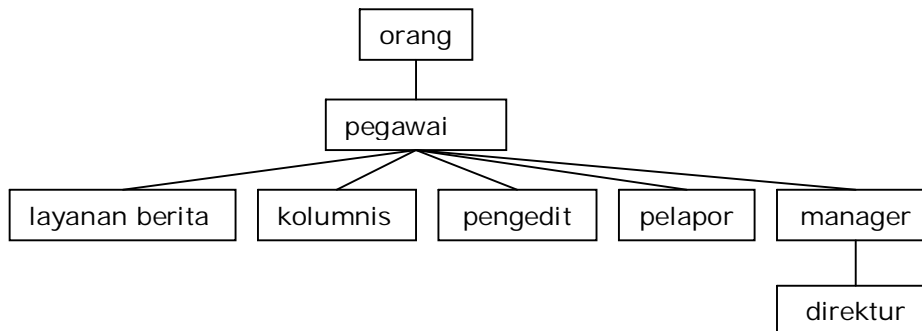 orang
pegawai
layanan berita
kolumnis
pengedit
pelapor
manager
direktur